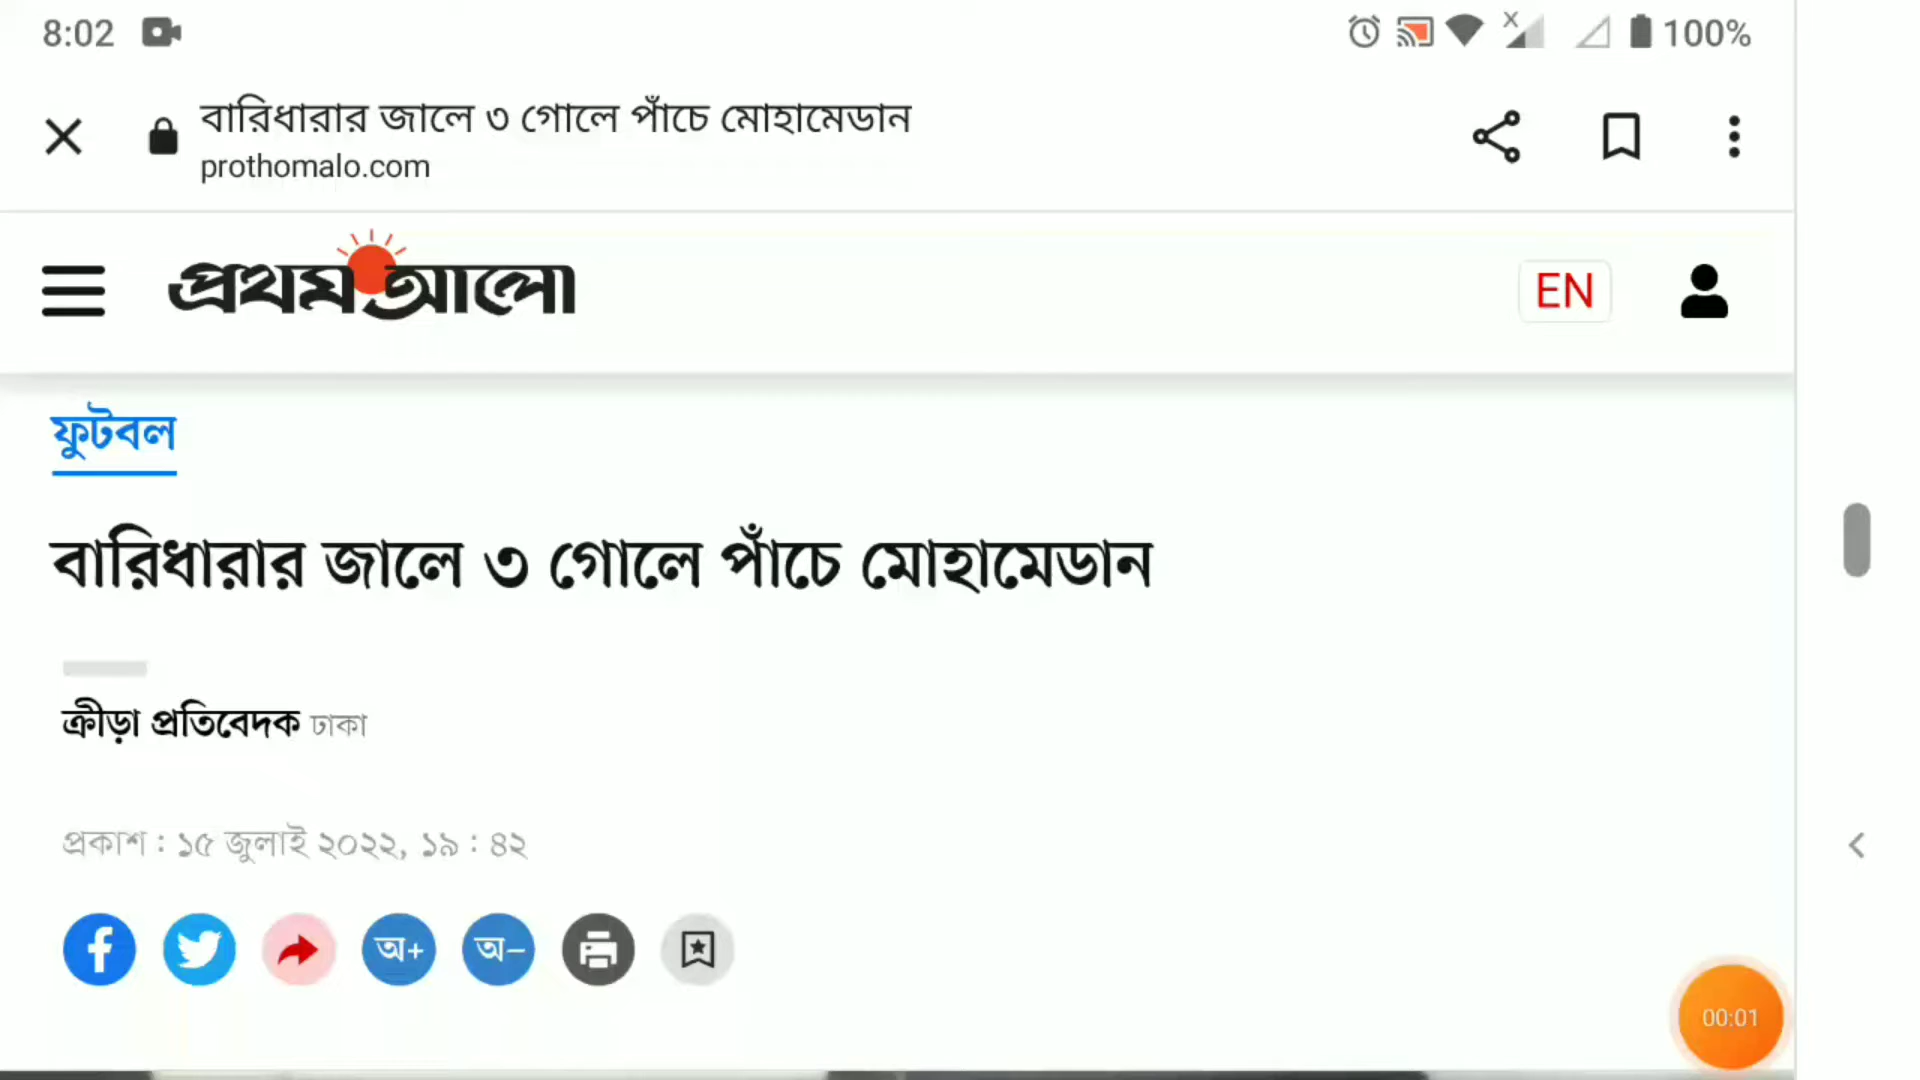 8:02
100%
বারিধারার জালে ৩ গোলে পাঁচে মোহামেডান
prothomalo.com
প্রথম আলো
EN
ফুটবল
বারিধারার জালে ৩ গোলে পাঁচে মোহামেডান
ক্রীড়া প্রতিবেদক ঢাকা
প্রকাশ : ১৫ জুলাই ২০২২, ১৯ : ৪২
অ+ অ–
00:01